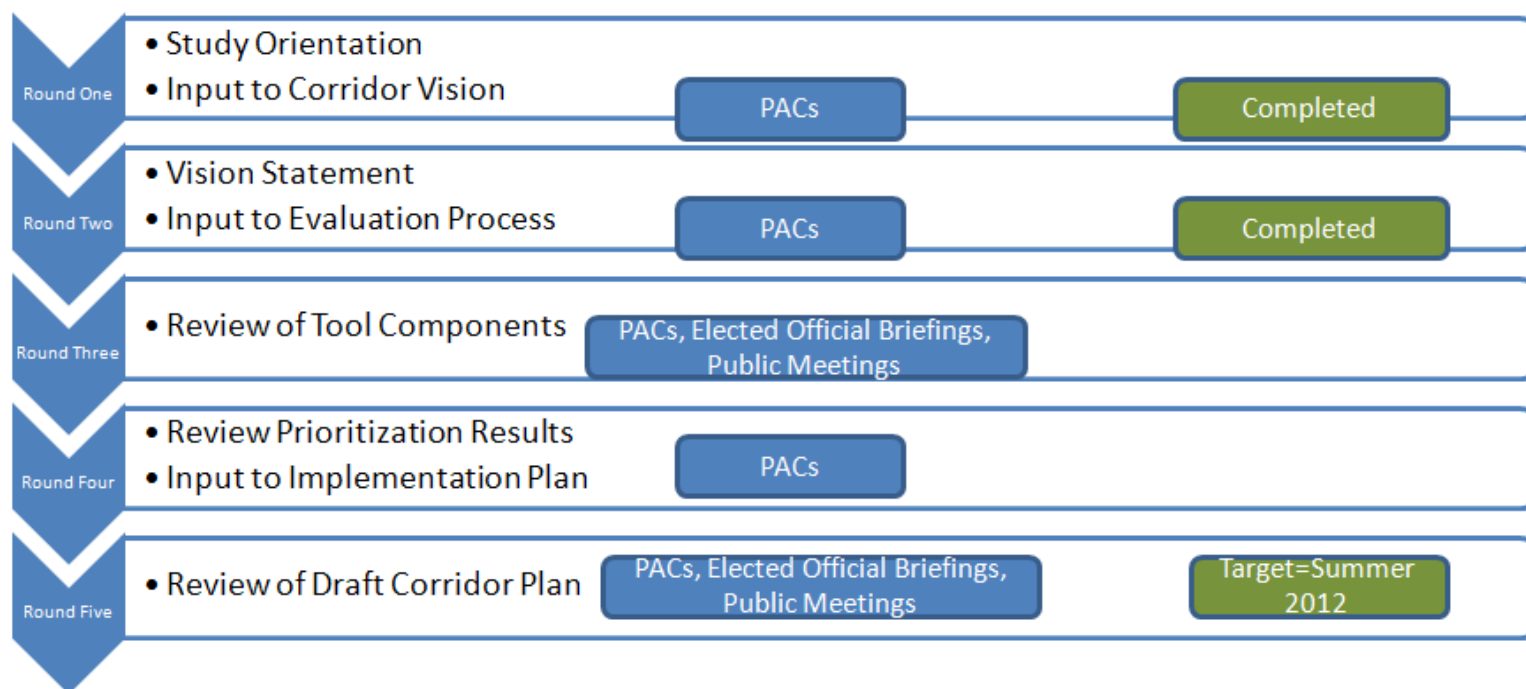 Round One
• Study Orientation
• Input to Corridor Vision
PACs
Completed
Round Two
• Vision Statement
• Input to Evaluation Process
PACs
Completed
Round Three
• Review of Tool Components
PACs, Elected Official Briefings,
Public Meetings
Round Four
• Review Prioritization Results
• Input to Implementation Plan
PACs
Round Five
• Review of Draft Corridor Plan
PACs, Elected Official Briefings,
Public Meetings
Target=Summer
2012